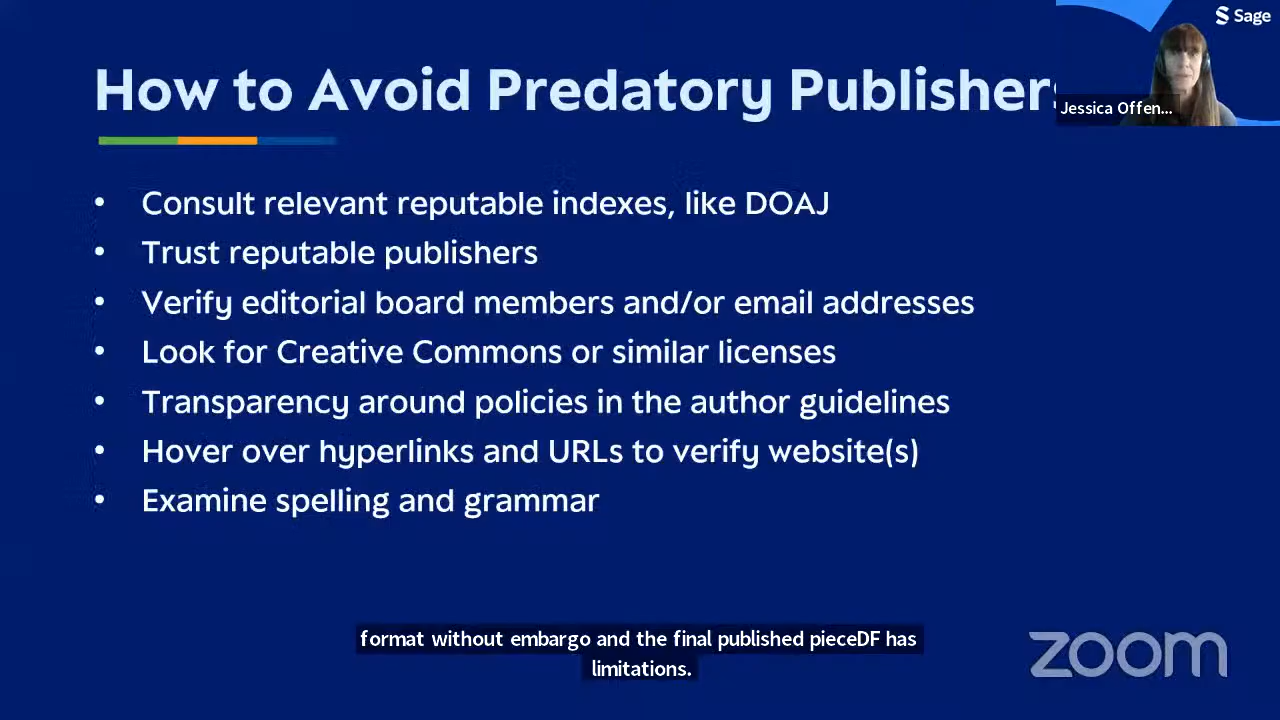 Sage
How to Avoid Predatory Publishers
Jessica Offen...
• Consult relevant reputable indexes, like DOAJ
• Trust reputable publishers
• Verify editorial board members and/or email addresses
• Look for Creative Commons or similar licenses
• Transparency around policies in the author guidelines
• Hover over hyperlinks and URLs to verify website(s)
• Examine spelling and grammar
format without embargo and the final published pieceDF has
limitations.
zoom